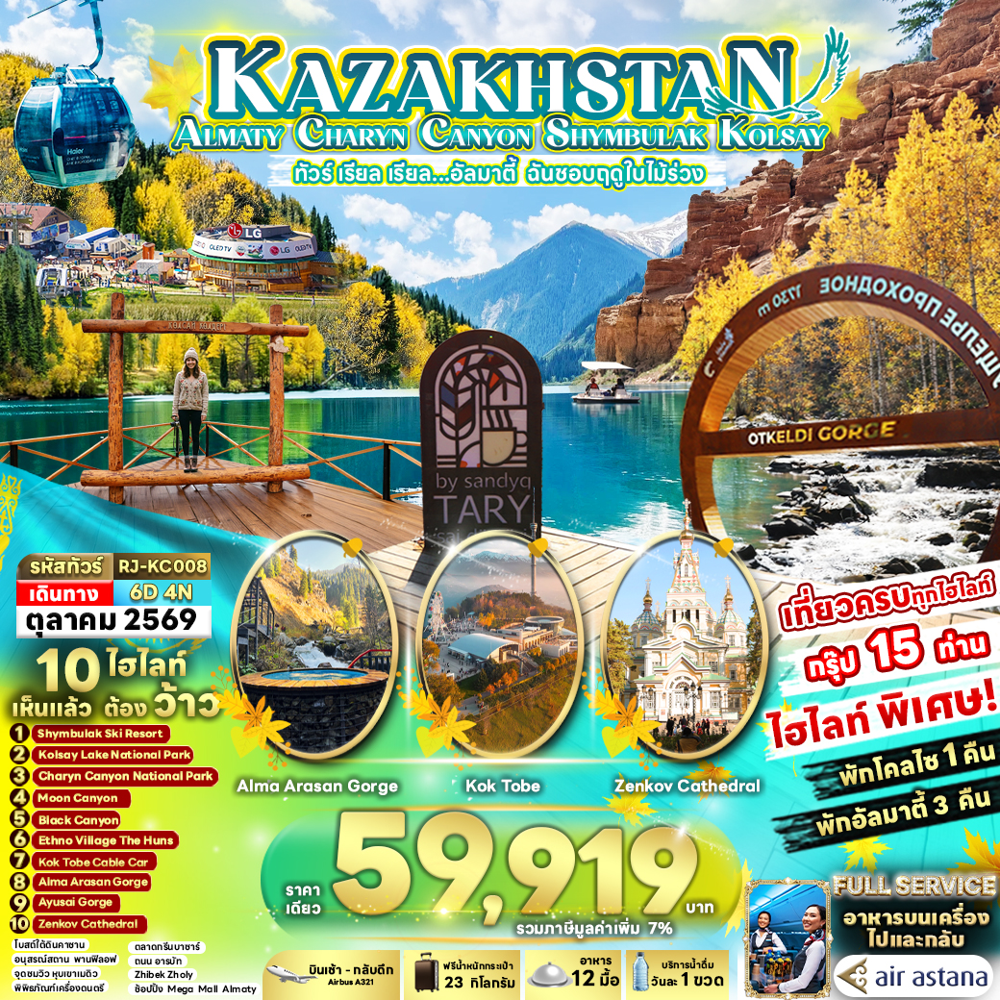 KAZAKHSTAN
ALMATY CHARYN CANYON SHYMBULAK KOLSAY
ทัวร์ เรียล เรียล...อัลมาตี้ ฉันชอบฤดูใบไม้ร่วง
Haier
LG
OLED TV
LG OLED TV
1730 m ПРОХОДНОЕ
OTKELDI GORGE
by sandyq
TARY
รหัสทัวร์ RJ-KC008
เดินทาง 6D 4N
ตุลาคม 2569
10 ไฮไลท์
เห็นแล้ว ต้อง ว้าว
1 Shymbulak Ski Resort
2 Kolsay Lake National Park
3 Charyn Canyon National Park
4 Moon Canyon
5 Black Canyon
6 Ethno Village The Huns
7 Kok Tobe Cable Car
8 Alma Arasan Gorge
9 Ayusai Gorge
10 Zenkov Cathedral
โบสถ์ใต้ดินคาซาน
อนุสรณ์สถาน พานฟิลอฟ
จุดชมวิว หุบเขาเมดิว
พิพิธภัณฑ์เครื่องดนตรี
ตลาดกรีนบาซาร์
ถนน อารบัท
Zhibek Zholy
ช้อปปิ้ง Mega Mall Almaty
Alma Arasan Gorge
Kok Tobe
Zenkov Cathedral
เที่ยวครบทุกไฮไลท์
กรุ๊ป 15 ท่าน
ไฮไลท์ พิเศษ!
พักโคลไซ 1 คืน
พักอัลมาตี้ 3 คืน
ราคา
เดียว
59,919
บาท
รวมภาษีมูลค่าเพิ่ม 7%
FULL SERVICE
อาหารบนเครื่อง
ไปและกลับ
air astana
บินเช้า - กลับดึก
Airbus A321
ฟรีน้ำหนักกระเป๋า
23 กิโลกรัม
อาหาร
12 มื้อ
บริการน้ำดื่ม
วันละ 1 ขวด